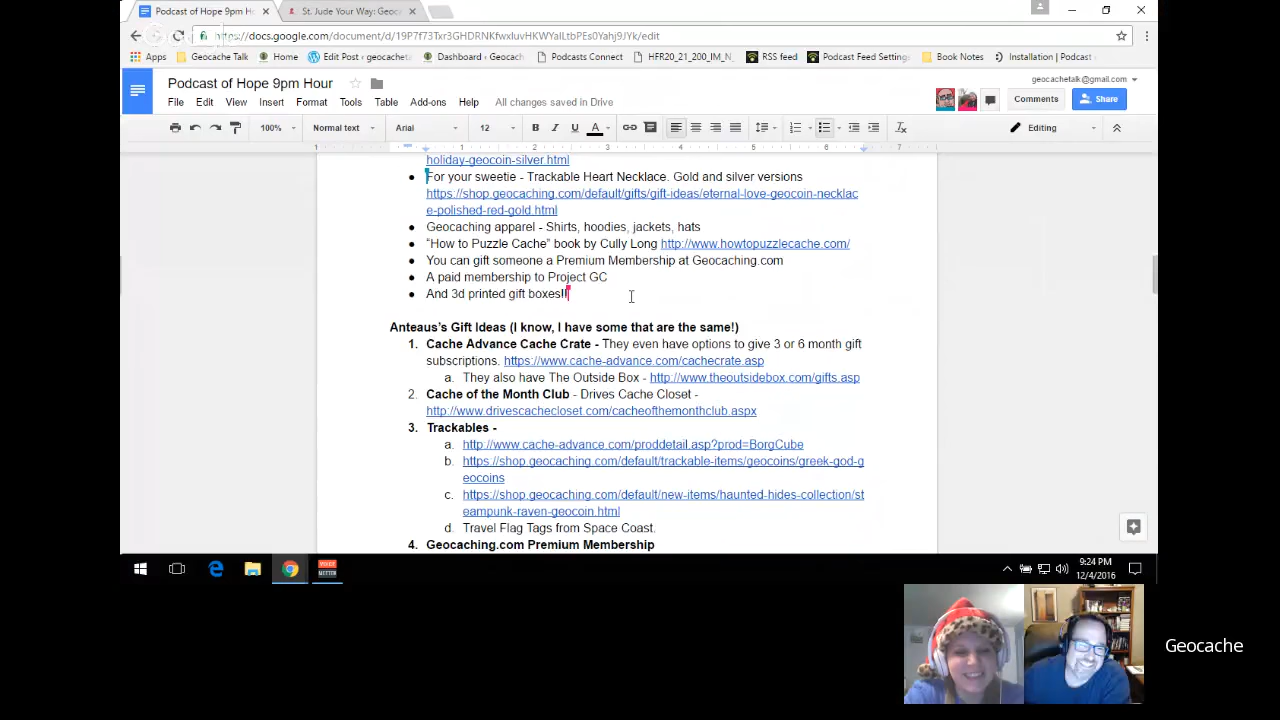 Podcast of Hope 9pm H
St. Jude Your Way: Geoca
https://docs.google.com/document/d/19P7f73Txr3GHDRNKfwxluvHKWYalLtbPEs0Yahj9JYk/edit
Apps
Geocache Talk
Home
Edit Post ‹ geocachet
Dashboard ‹ Geocach
Podcasts Connect
HFR20_21_200_IM_N
RSS feed
Podcast Feed Setting
Book Notes
Installation | Podcast
Podcast of Hope 9pm Hour
geocachetalk@gmail.com
File Edit View Insert Format Tools Table Add-ons Help All changes saved in Drive
Comments
Share
100% Normal text Arial 12 B I U A Editing
1 1 2 3 4 5 6 7
holiday-geocoin-silver.html
• For your sweetie - Trackable Heart Necklace. Gold and silver versions
https://shop.geocaching.com/default/gifts/gift-ideas/eternal-love-geocoin-necklac
e-polished-red-gold.html
• Geocaching apparel - Shirts, hoodies, jackets, hats
• “How to Puzzle Cache” book by Cully Long http://www.howtopuzzlecache.com/
• You can gift someone a Premium Membership at Geocaching.com
• A paid membership to Project GC
• And 3d printed gift boxes!!
Anteaus’s Gift Ideas (I know, I have some that are the same!)
1. Cache Advance Cache Crate - They even have options to give 3 or 6 month gift
subscriptions. https://www.cache-advance.com/cachecrate.asp
a. They also have The Outside Box - http://www.theoutsidebox.com/gifts.asp
2. Cache of the Month Club - Drives Cache Closet -
http://www.drivescachecloset.com/cacheofthemonthclub.aspx
3. Trackables -
a. http://www.cache-advance.com/proddetail.asp?prod=BorgCube
b. https://shop.geocaching.com/default/trackable-items/geocoins/greek-god-g
eocoins
c. https://shop.geocaching.com/default/new-items/haunted-hides-collection/st
eampunk-raven-geocoin.html
d. Travel Flag Tags from Space Coast.
4. Geocaching.com Premium Membership
9:24 PM
12/4/2016
Geocache